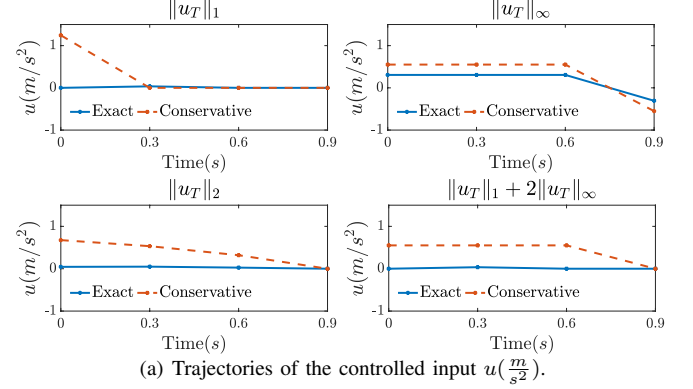 ‖u_T‖_1
u(m/s^2)
1
0
-1
Exact Conservative
0 0.3 0.6 0.9
Time(s)
‖u_T‖_∞
u(m/s^2)
1
0
-1
Exact Conservative
0 0.3 0.6 0.9
Time(s)
‖u_T‖_2
u(m/s^2)
1
0
-1
Exact Conservative
0 0.3 0.6 0.9
Time(s)
‖u_T‖_1 + 2‖u_T‖_∞
u(m/s^2)
1
0
-1
Exact Conservative
0 0.3 0.6 0.9
Time(s)
(a) Trajectories of the controlled input u(m/s^2).